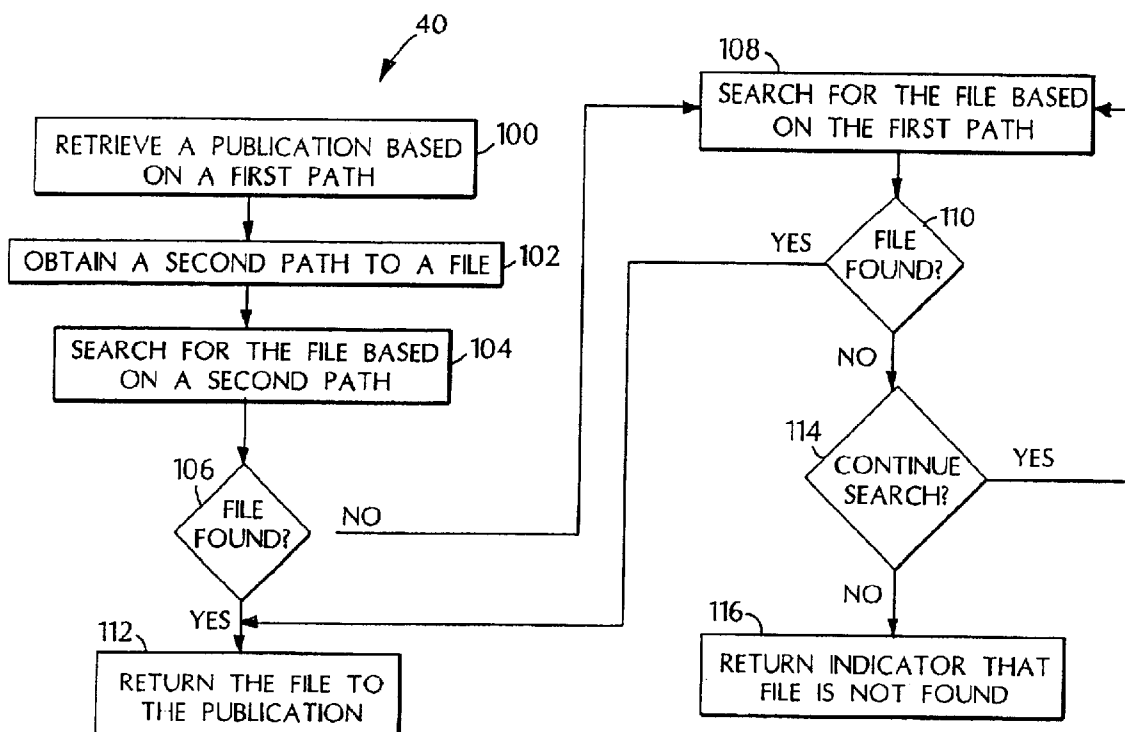 40
RETRIEVE A PUBLICATION BASED
ON A FIRST PATH
100
OBTAIN A SECOND PATH TO A FILE
102
SEARCH FOR THE FILE BASED
ON A SECOND PATH
104
106
FILE
FOUND?
NO
YES
112
RETURN THE FILE TO
THE PUBLICATION
108
SEARCH FOR THE FILE BASED
ON THE FIRST PATH
110
FILE
FOUND?
YES
NO
114
CONTINUE
SEARCH?
YES
NO
116
RETURN INDICATOR THAT
FILE IS NOT FOUND